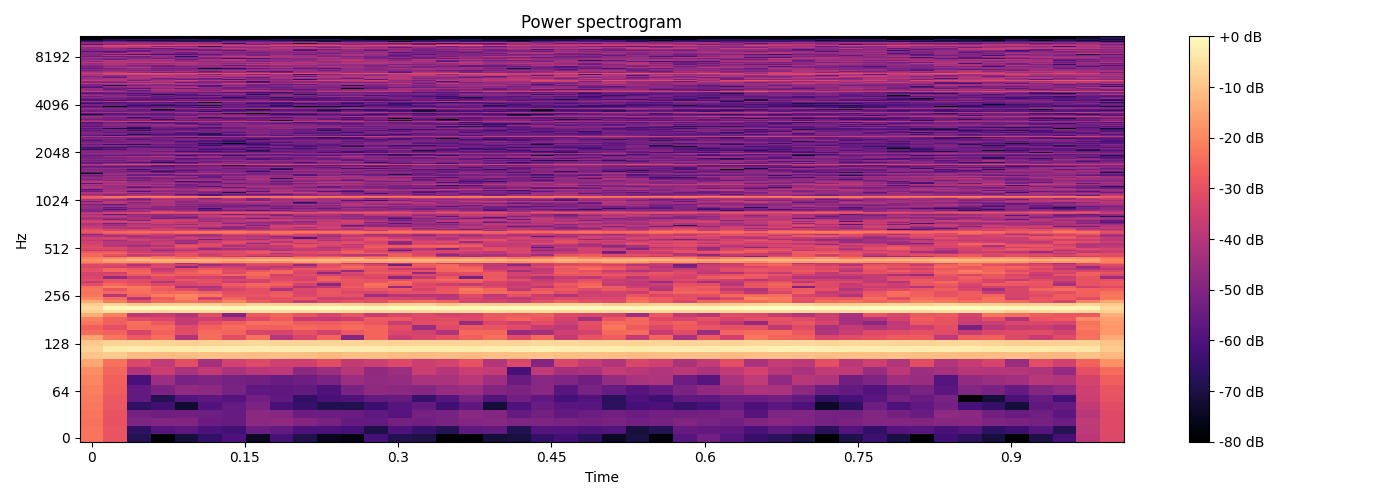 Power spectrogram
Hz
8192
4096
2048
1024
512
256
128
64
0
0 0.15 0.3 0.45 0.6 0.75 0.9
Time
+0 dB
-10 dB
-20 dB
-30 dB
-40 dB
-50 dB
-60 dB
-70 dB
-80 dB